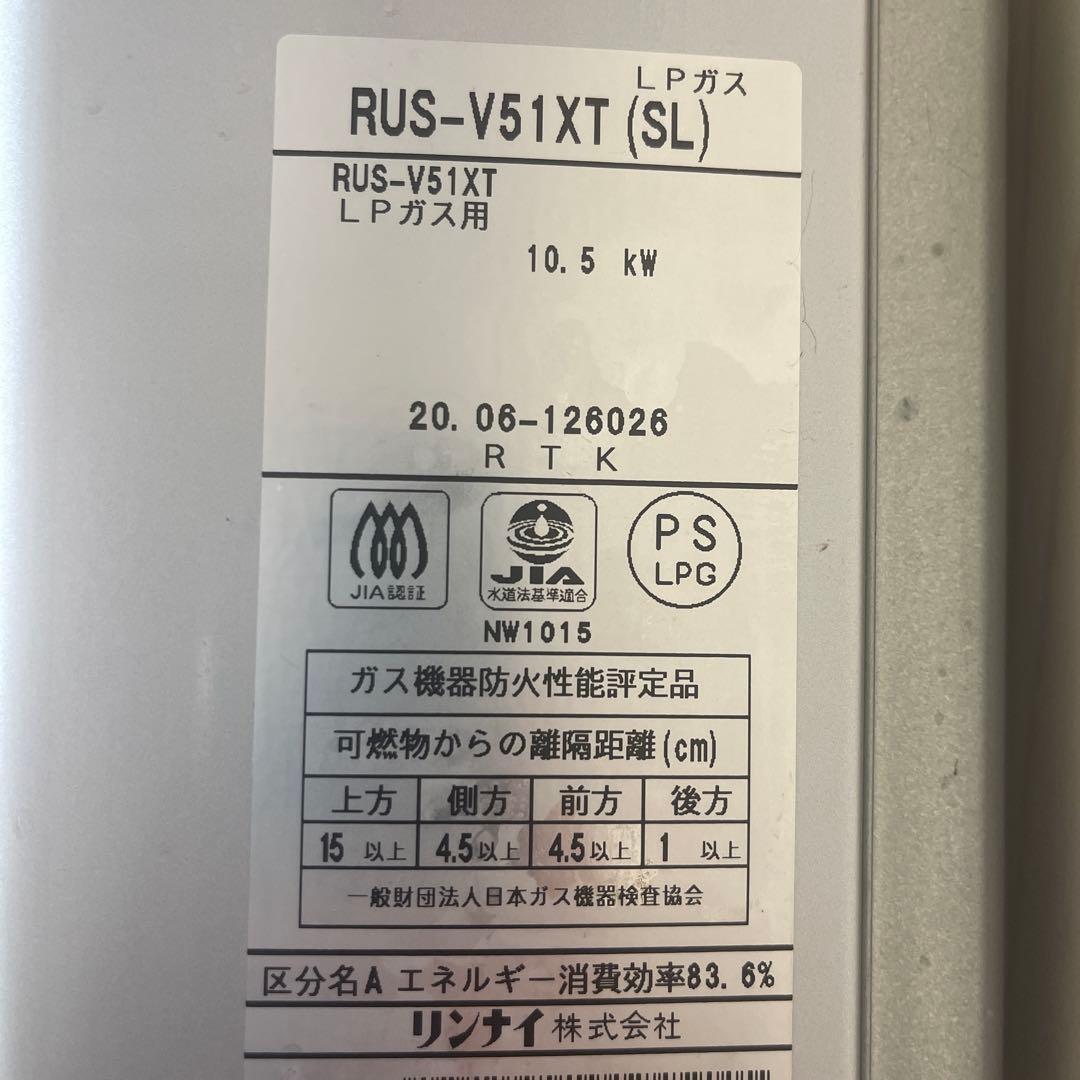 LPガス
RUS-V51XT (SL)
RUS-V51XT
LPガス用
10.5 kW
20.06-126026
RTK
JIA認証
JIA
水道法基準適合
PS
LPG
NW1015
ガス機器防火性能評定品
可燃物からの離隔距離(cm)
上方 側方 前方 後方
15 以上 4.5以上 4.5以上 1 以上
一般財団法人日本ガス機器検査協会
区分名A エネルギー消費効率83.6%
リンナイ株式会社